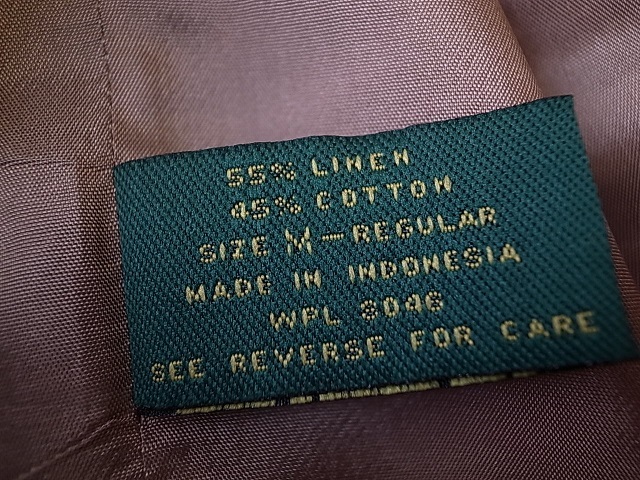 55% LINEN
45% COTTON
SIZE M-REGULAR
MADE IN INDONESIA
WPL 8046
SEE REVERSE FOR CARE